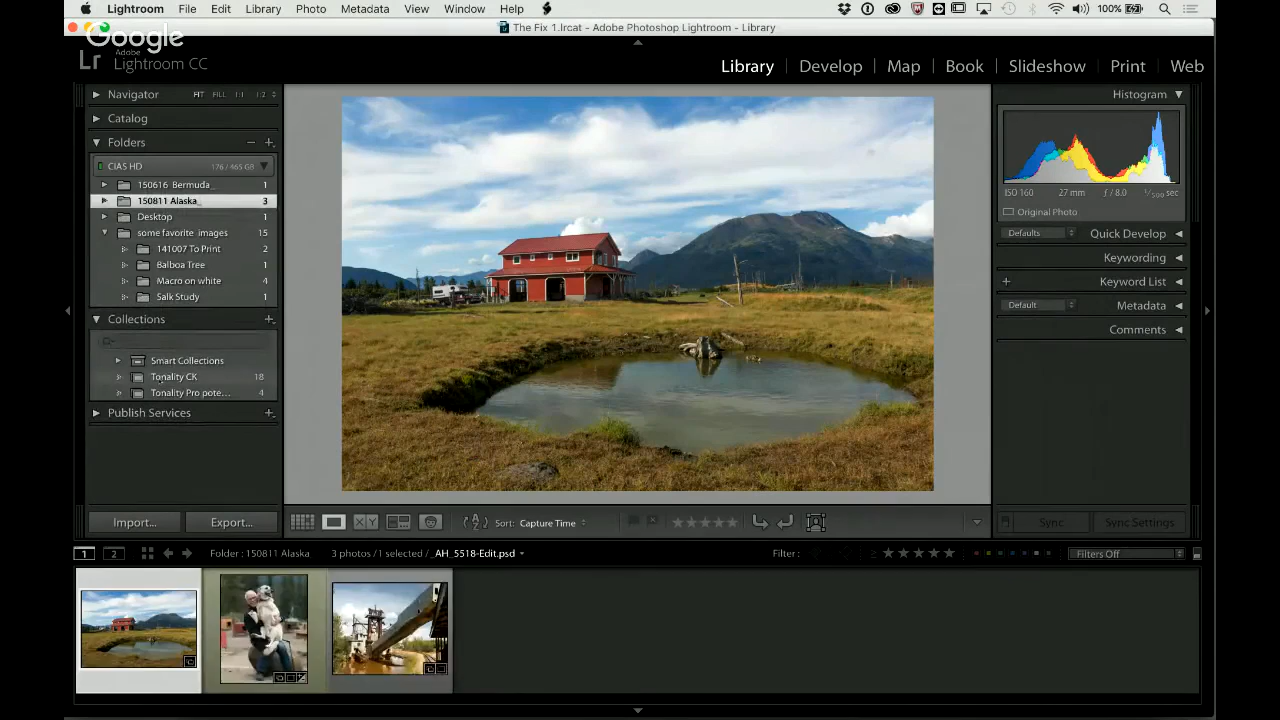 Lightroom File Edit Library Photo Metadata View Window Help 100%
The Fix 1.lrcat - Adobe Photoshop Lightroom - Library
Google
Lr Adobe Lightroom CC
Library Develop Map Book Slideshow Print Web
Navigator FIT FILL 1:1 1:2
Histogram
Catalog
Folders
CIAS HD 176 / 465 GB
150616 Bermuda_ 1
150811 Alaska_ 3
Desktop 1
some favorite images 15
141007 To Print 2
Balboa Tree 1
Macro on white 4
Salk Study 1
ISO 160 27 mm ƒ / 8.0 1/500 sec
Original Photo
Defaults Quick Develop
Keywording
Keyword List
Default Metadata
Comments
Collections
Smart Collections
Tonality CK 18
Tonality Pro pote... 4
Publish Services
Import... Export...
XY
Sort: Capture Time
Sync Sync Settings
1 2 Folder : 150811 Alaska 3 photos / 1 selected / _AH_5518-Edit.psd Filter : Filters Off